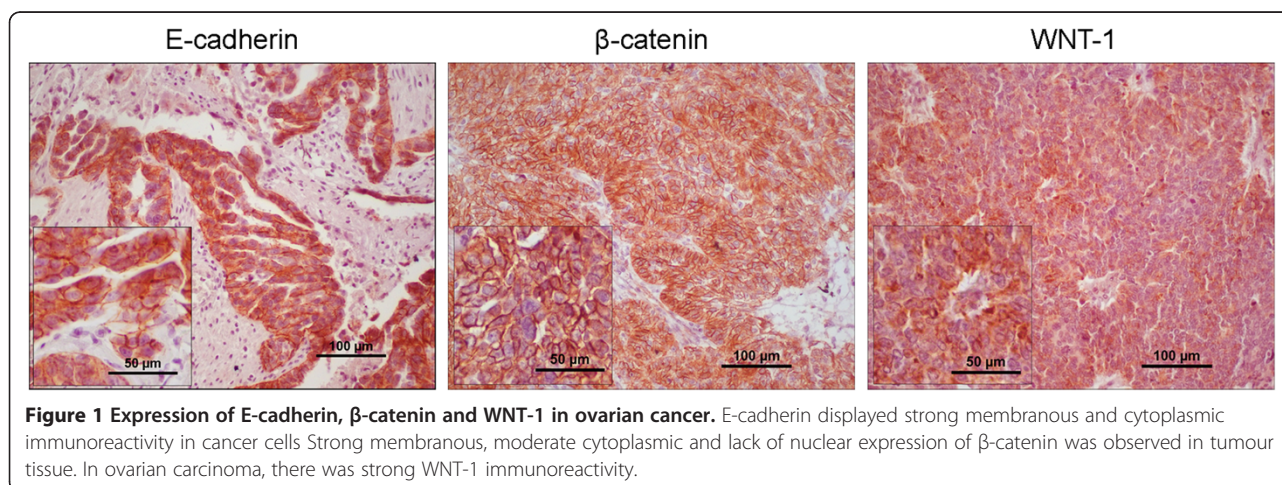 E-cadherin
β-catenin
WNT-1
50 µm
100 µm
50 µm
100 µm
50 µm
100 µm
Figure 1 Expression of E-cadherin, β-catenin and WNT-1 in ovarian cancer. E-cadherin displayed strong membranous and cytoplasmic
immunoreactivity in cancer cells Strong membranous, moderate cytoplasmic and lack of nuclear expression of β-catenin was observed in tumour
tissue. In ovarian carcinoma, there was strong WNT-1 immunoreactivity.